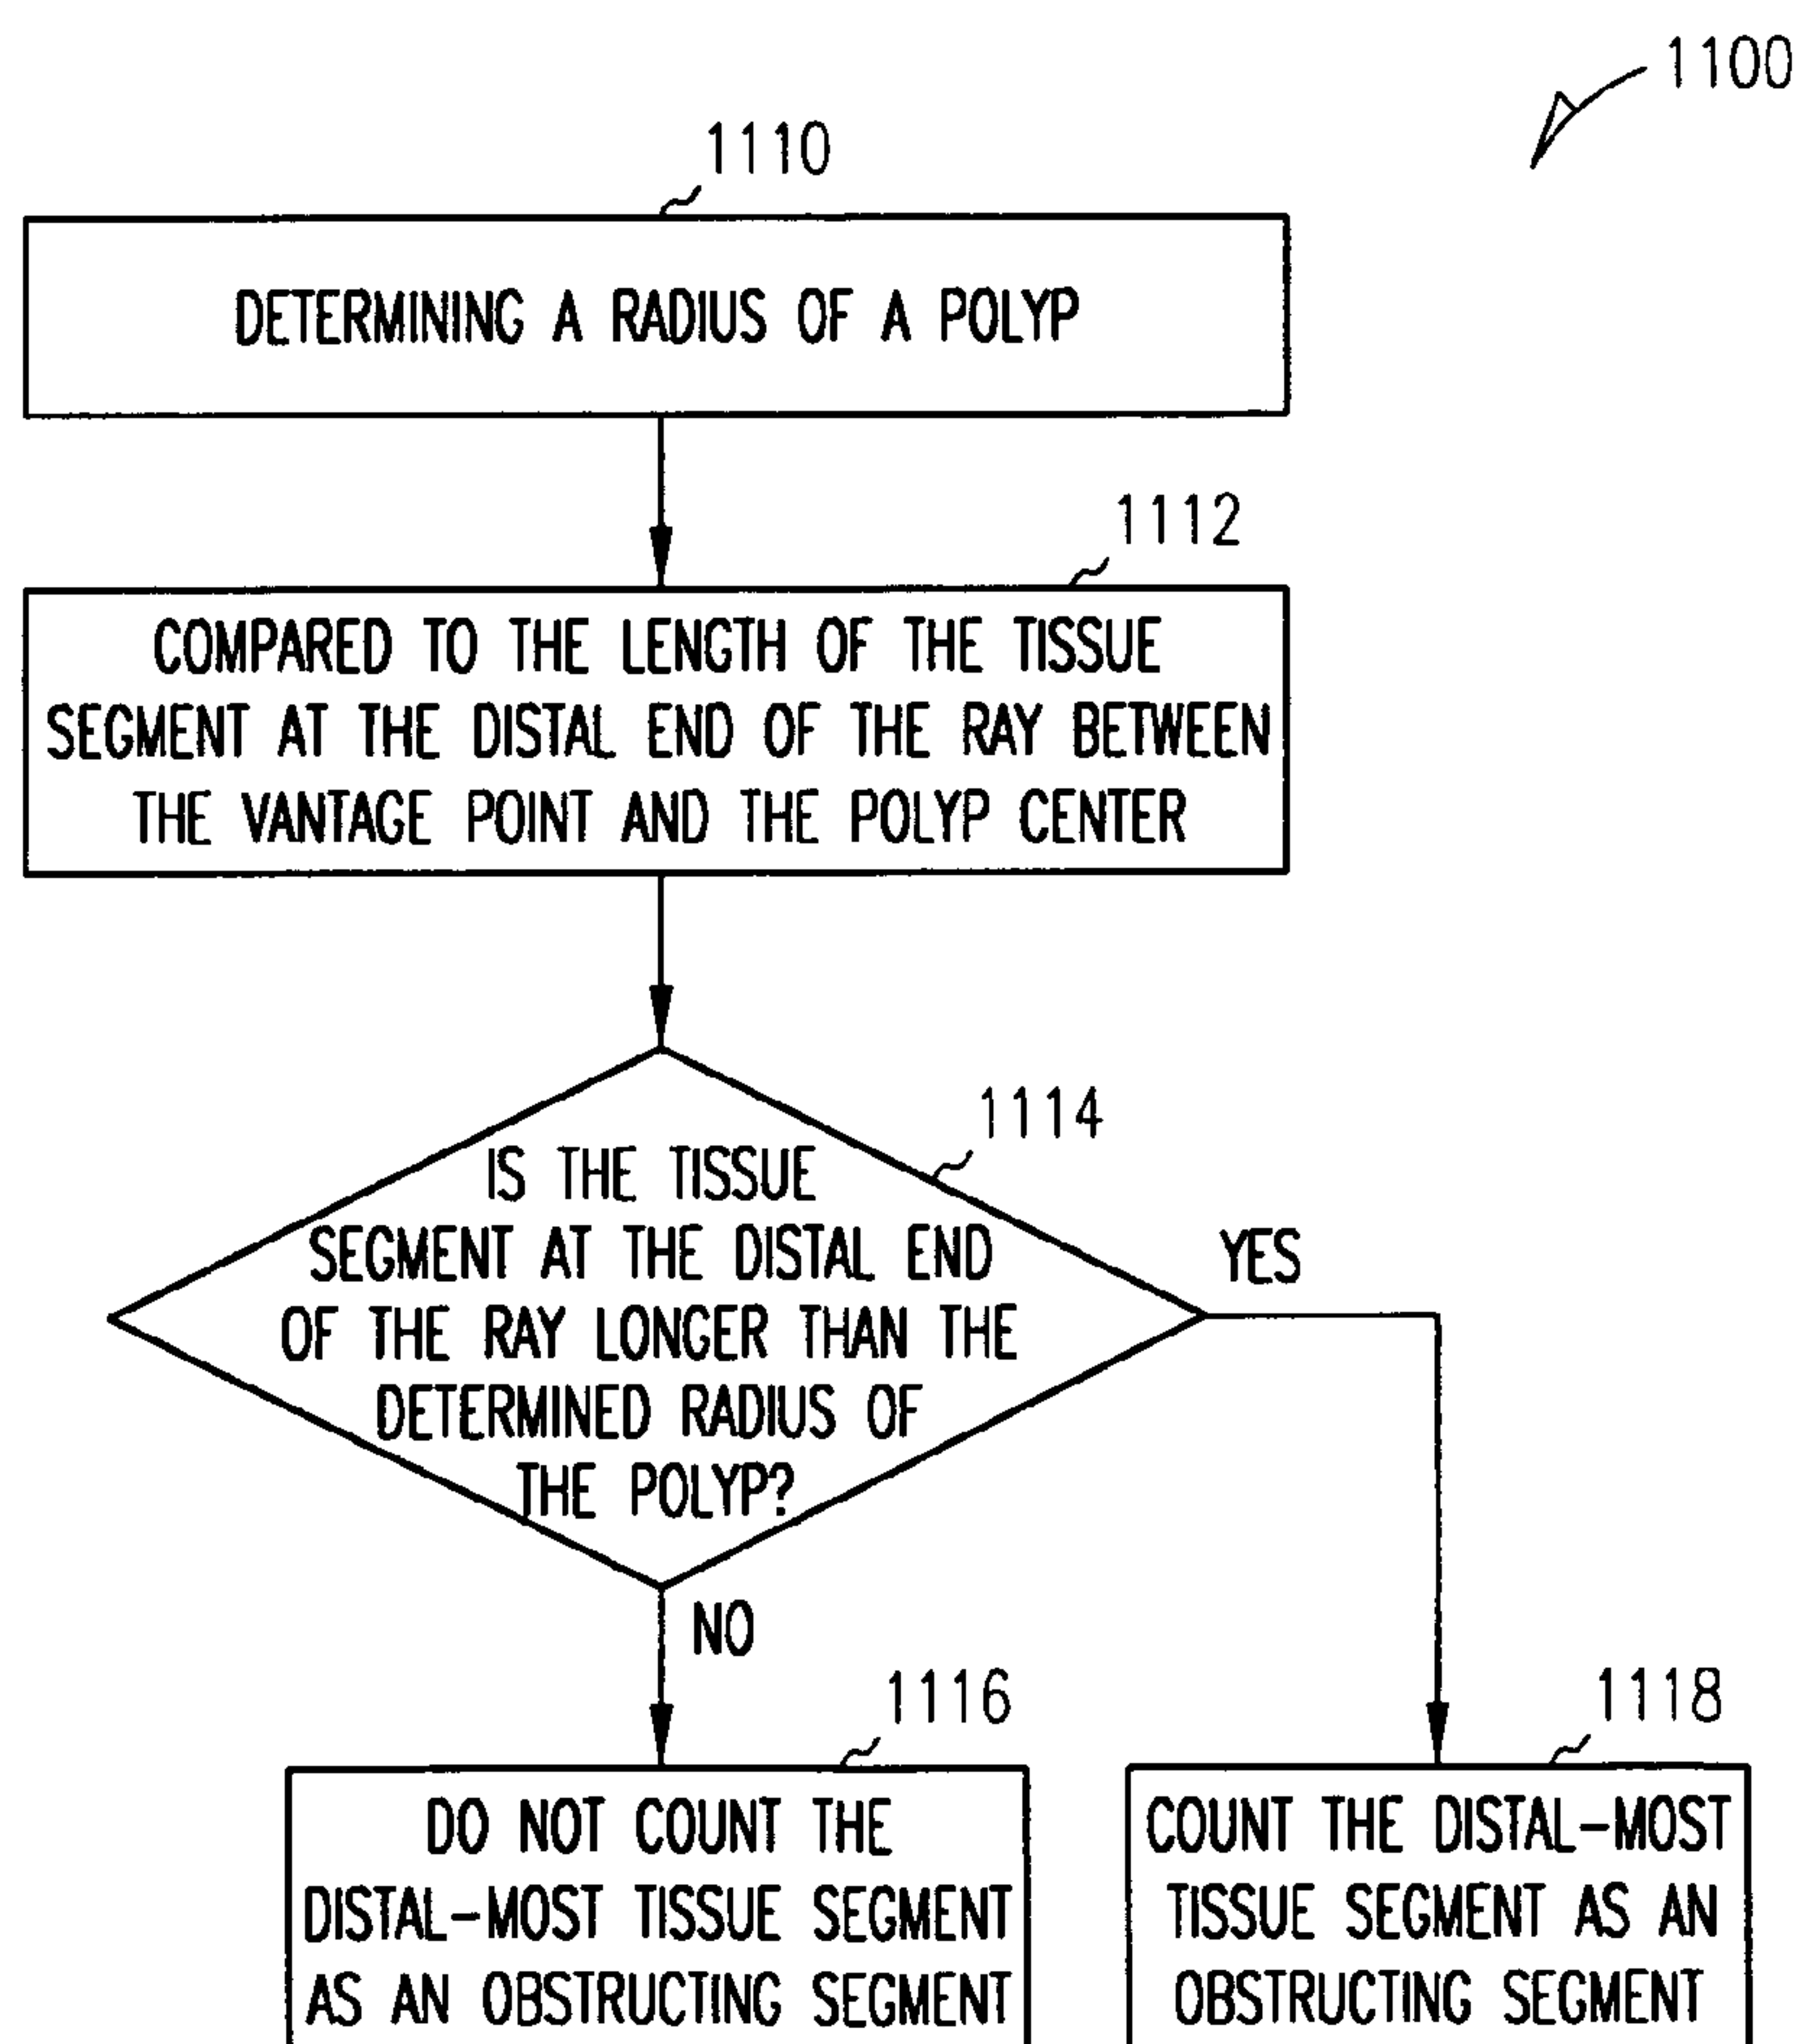 1100
1110
DETERMINING A RADIUS OF A POLYP
1112
COMPARED TO THE LENGTH OF THE TISSUE
SEGMENT AT THE DISTAL END OF THE RAY BETWEEN
THE VANTAGE POINT AND THE POLYP CENTER
1114
IS THE TISSUE
SEGMENT AT THE DISTAL END
OF THE RAY LONGER THAN THE
DETERMINED RADIUS OF
THE POLYP?
YES
NO
1116
DO NOT COUNT THE
DISTAL-MOST TISSUE SEGMENT
AS AN OBSTRUCTING SEGMENT
1118
COUNT THE DISTAL-MOST
TISSUE SEGMENT AS AN
OBSTRUCTING SEGMENT